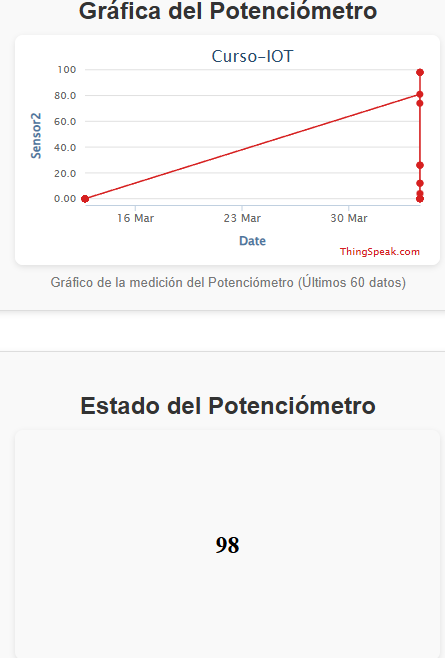 Gráfica del Potenciómetro
Curso-IOT
100
80.0
60.0
40.0
20.0
0.00
Sensor2
16 Mar 23 Mar 30 Mar
Date
ThingSpeak.com
Gráfico de la medición del Potenciómetro (Últimos 60 datos)
Estado del Potenciómetro
98